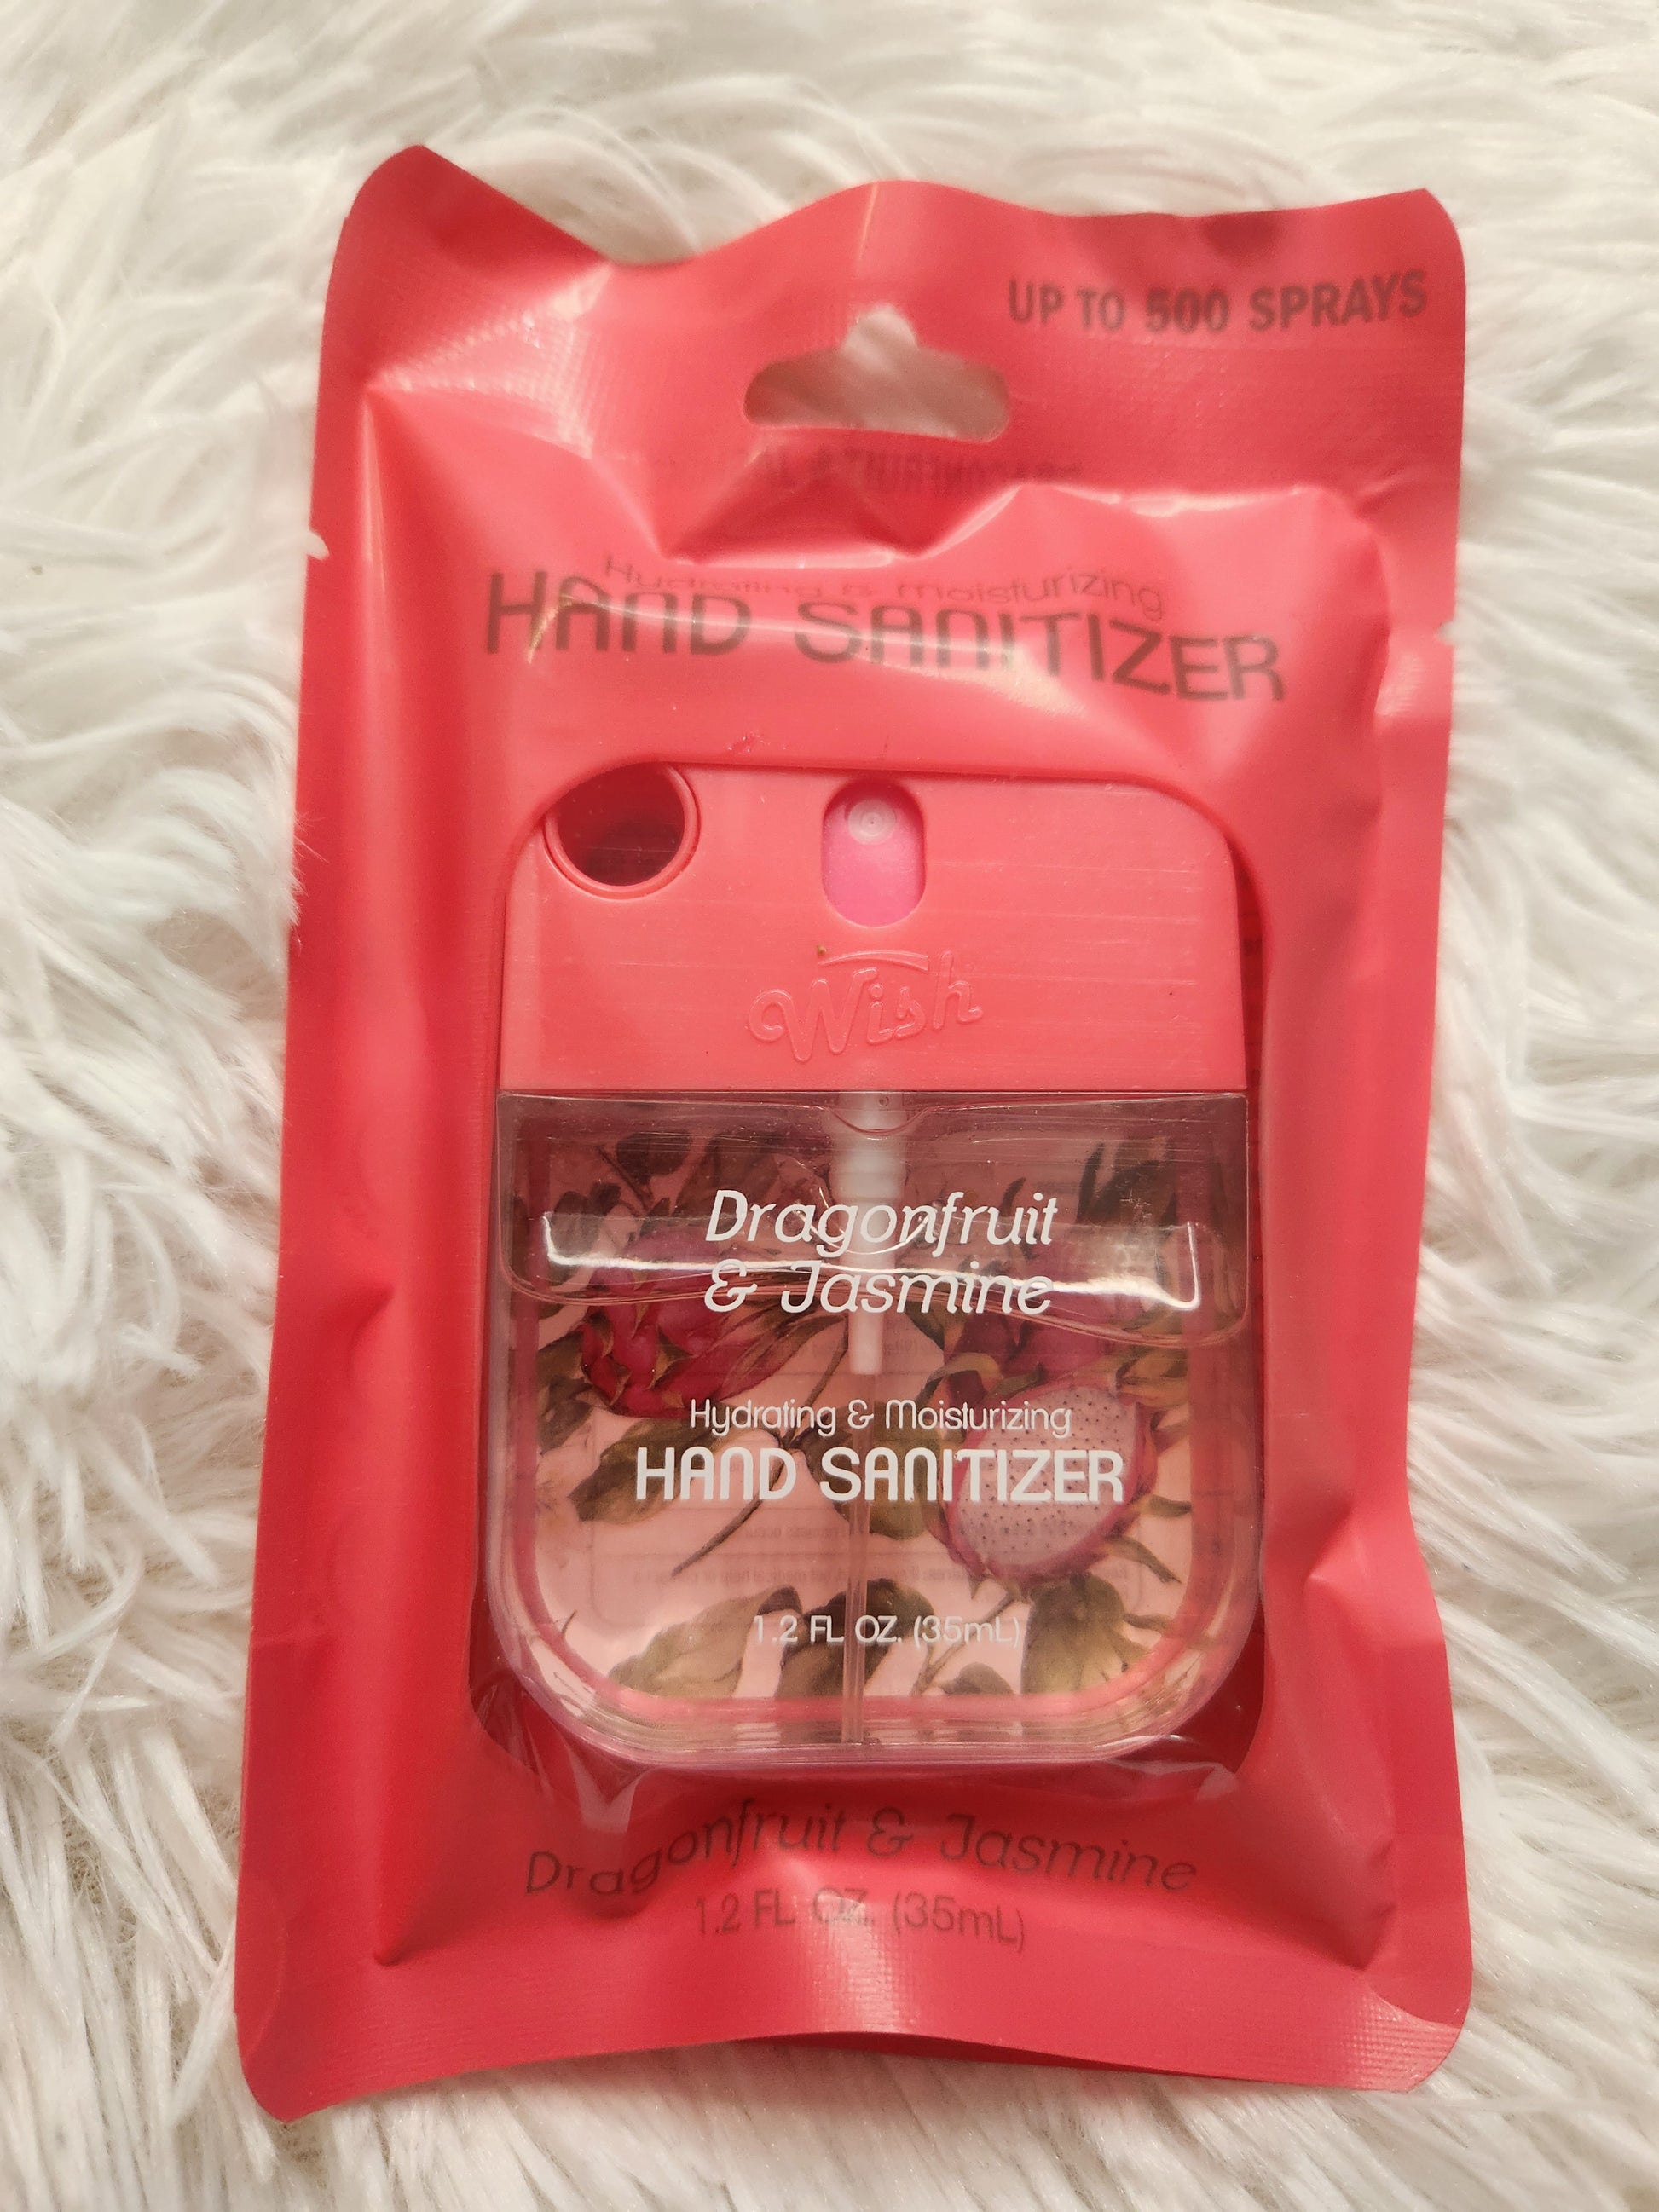 UP TO 500 SPRAYS
Hydrating & Moisturizing
HAND SANITIZER
Wish
Dragonfruit
& Jasmine
Hydrating & Moisturizing
HAND SANITIZER
1.2 FL OZ. (35mL)
Dragonfruit & Jasmine
1.2 FL OZ. (35mL)